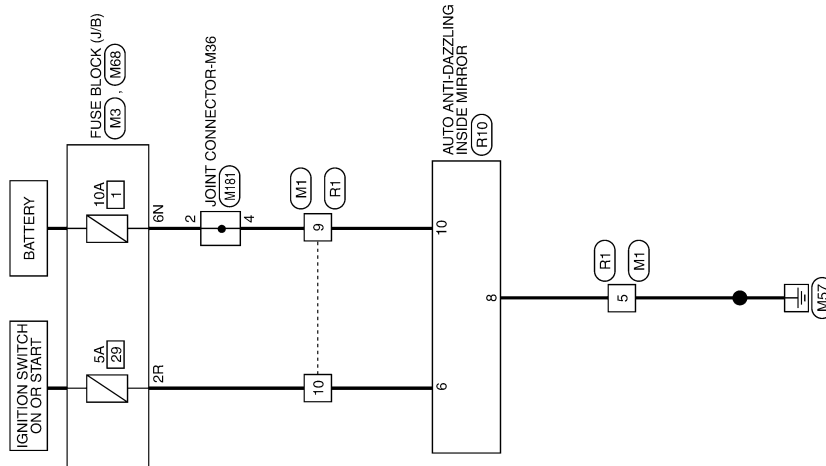 IGNITION SWITCH
ON OR START
BATTERY
5A
29
10A
1
FUSE BLOCK (J/B)
M3 , M68
2R
6N
2
JOINT CONNECTOR-M36
M181
4
10
9
M1
R1
6
10
AUTO ANTI-DAZZLING
INSIDE MIRROR
R10
8
5
R1
M1
M57